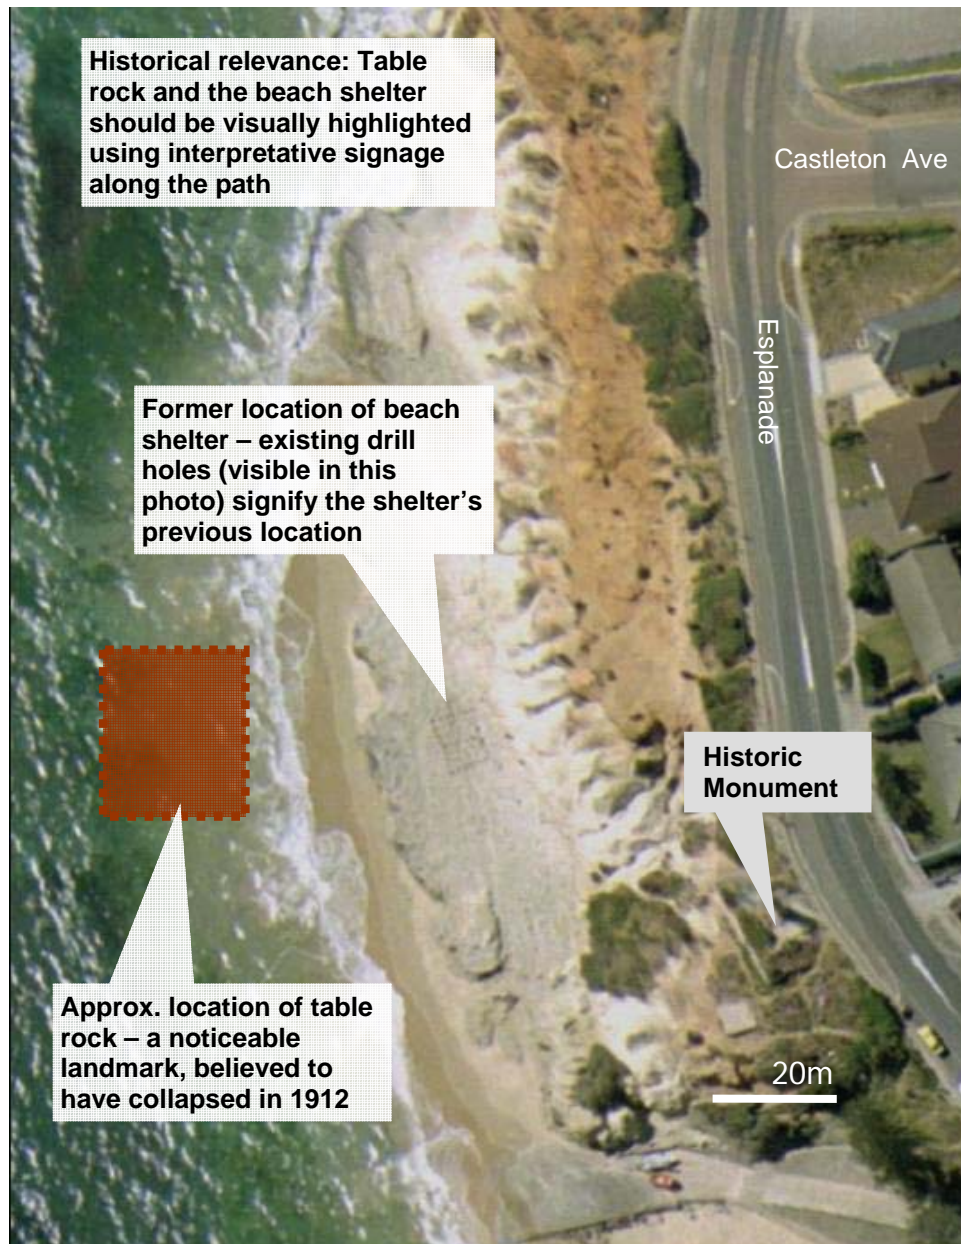 Historical relevance: Table
rock and the beach shelter
should be visually highlighted
using interpretative signage
along the path
Castleton Ave
Esplanade
Former location of beach
shelter – existing drill
holes (visible in this
photo) signify the shelter’s
previous location
Historic
Monument
Approx. location of table
rock – a noticeable
landmark, believed to
have collapsed in 1912
20m